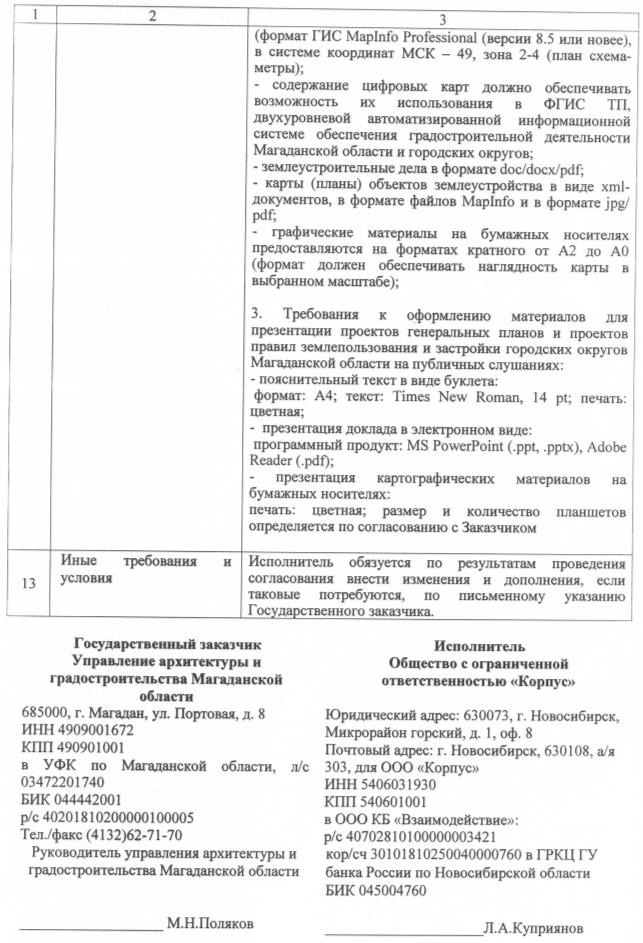 1 2 3
(формат ГИС MapInfo Professional (версии 8.5 или новее),
в системе координат МСК – 49, зона 2-4 (план схема-
метры);
- содержание цифровых карт должно обеспечивать
возможность их использования в ФГИС ТП,
двухуровневой автоматизированной информационной
системе обеспечения градостроительной деятельности
Магаданской области и городских округов;
- землеустроительные дела в формате doc/docx/pdf;
- карты (планы) объектов землеустройства в виде xml-
документов, в формате файлов MapInfo и в формате jpg/
pdf;
- графические материалы на бумажных носителях
предоставляются на форматах кратного от А2 до А0
(формат должен обеспечивать наглядность карты в
выбранном масштабе);
3. Требования к оформлению материалов для
презентации проектов генеральных планов и проектов
правил землепользования и застройки городских округов
Магаданской области на публичных слушаниях:
- пояснительный текст в виде буклета:
формат: А4; текст: Times New Roman, 14 pt; печать:
цветная;
- презентация доклада в электронном виде:
программный продукт: MS PowerPoint (.ppt, .pptx), Adobe
Reader (.pdf);
- презентация картографических материалов на
бумажных носителях:
печать: цветная; размер и количество планшетов
определяется по согласованию с Заказчиком
13
Иные требования и
условия
Исполнитель обязуется по результатам проведения
согласования внести изменения и дополнения, если
таковые потребуются, по письменному указанию
Государственного заказчика.
Государственный заказчик
Управление архитектуры и
градостроительства Магаданской
области
685000, г. Магадан, ул. Портовая, д. 8
ИНН 4909001672
КПП 490901001
в УФК по Магаданской области, л/с
03472201740
БИК 044442001
р/с 40201810200000100005
Тел./факс (4132)62-71-70
Руководитель управления архитектуры и
градостроительства Магаданской области
М.Н.Поляков
Исполнитель
Общество с ограниченной
ответственностью «Корпус»
Юридический адрес: 630073, г. Новосибирск,
Микрорайон горский, д. 1, оф. 8
Почтовый адрес: г. Новосибирск, 630108, а/я
303, для ООО «Корпус»
ИНН 5406031930
КПП 540601001
в ООО КБ «Взаимодействие»:
р/с 40702810100000003421
кор/сч 30101810250040000760 в ГРКЦ ГУ
банка России по Новосибирской области
БИК 045004760
Л.А.Куприянов